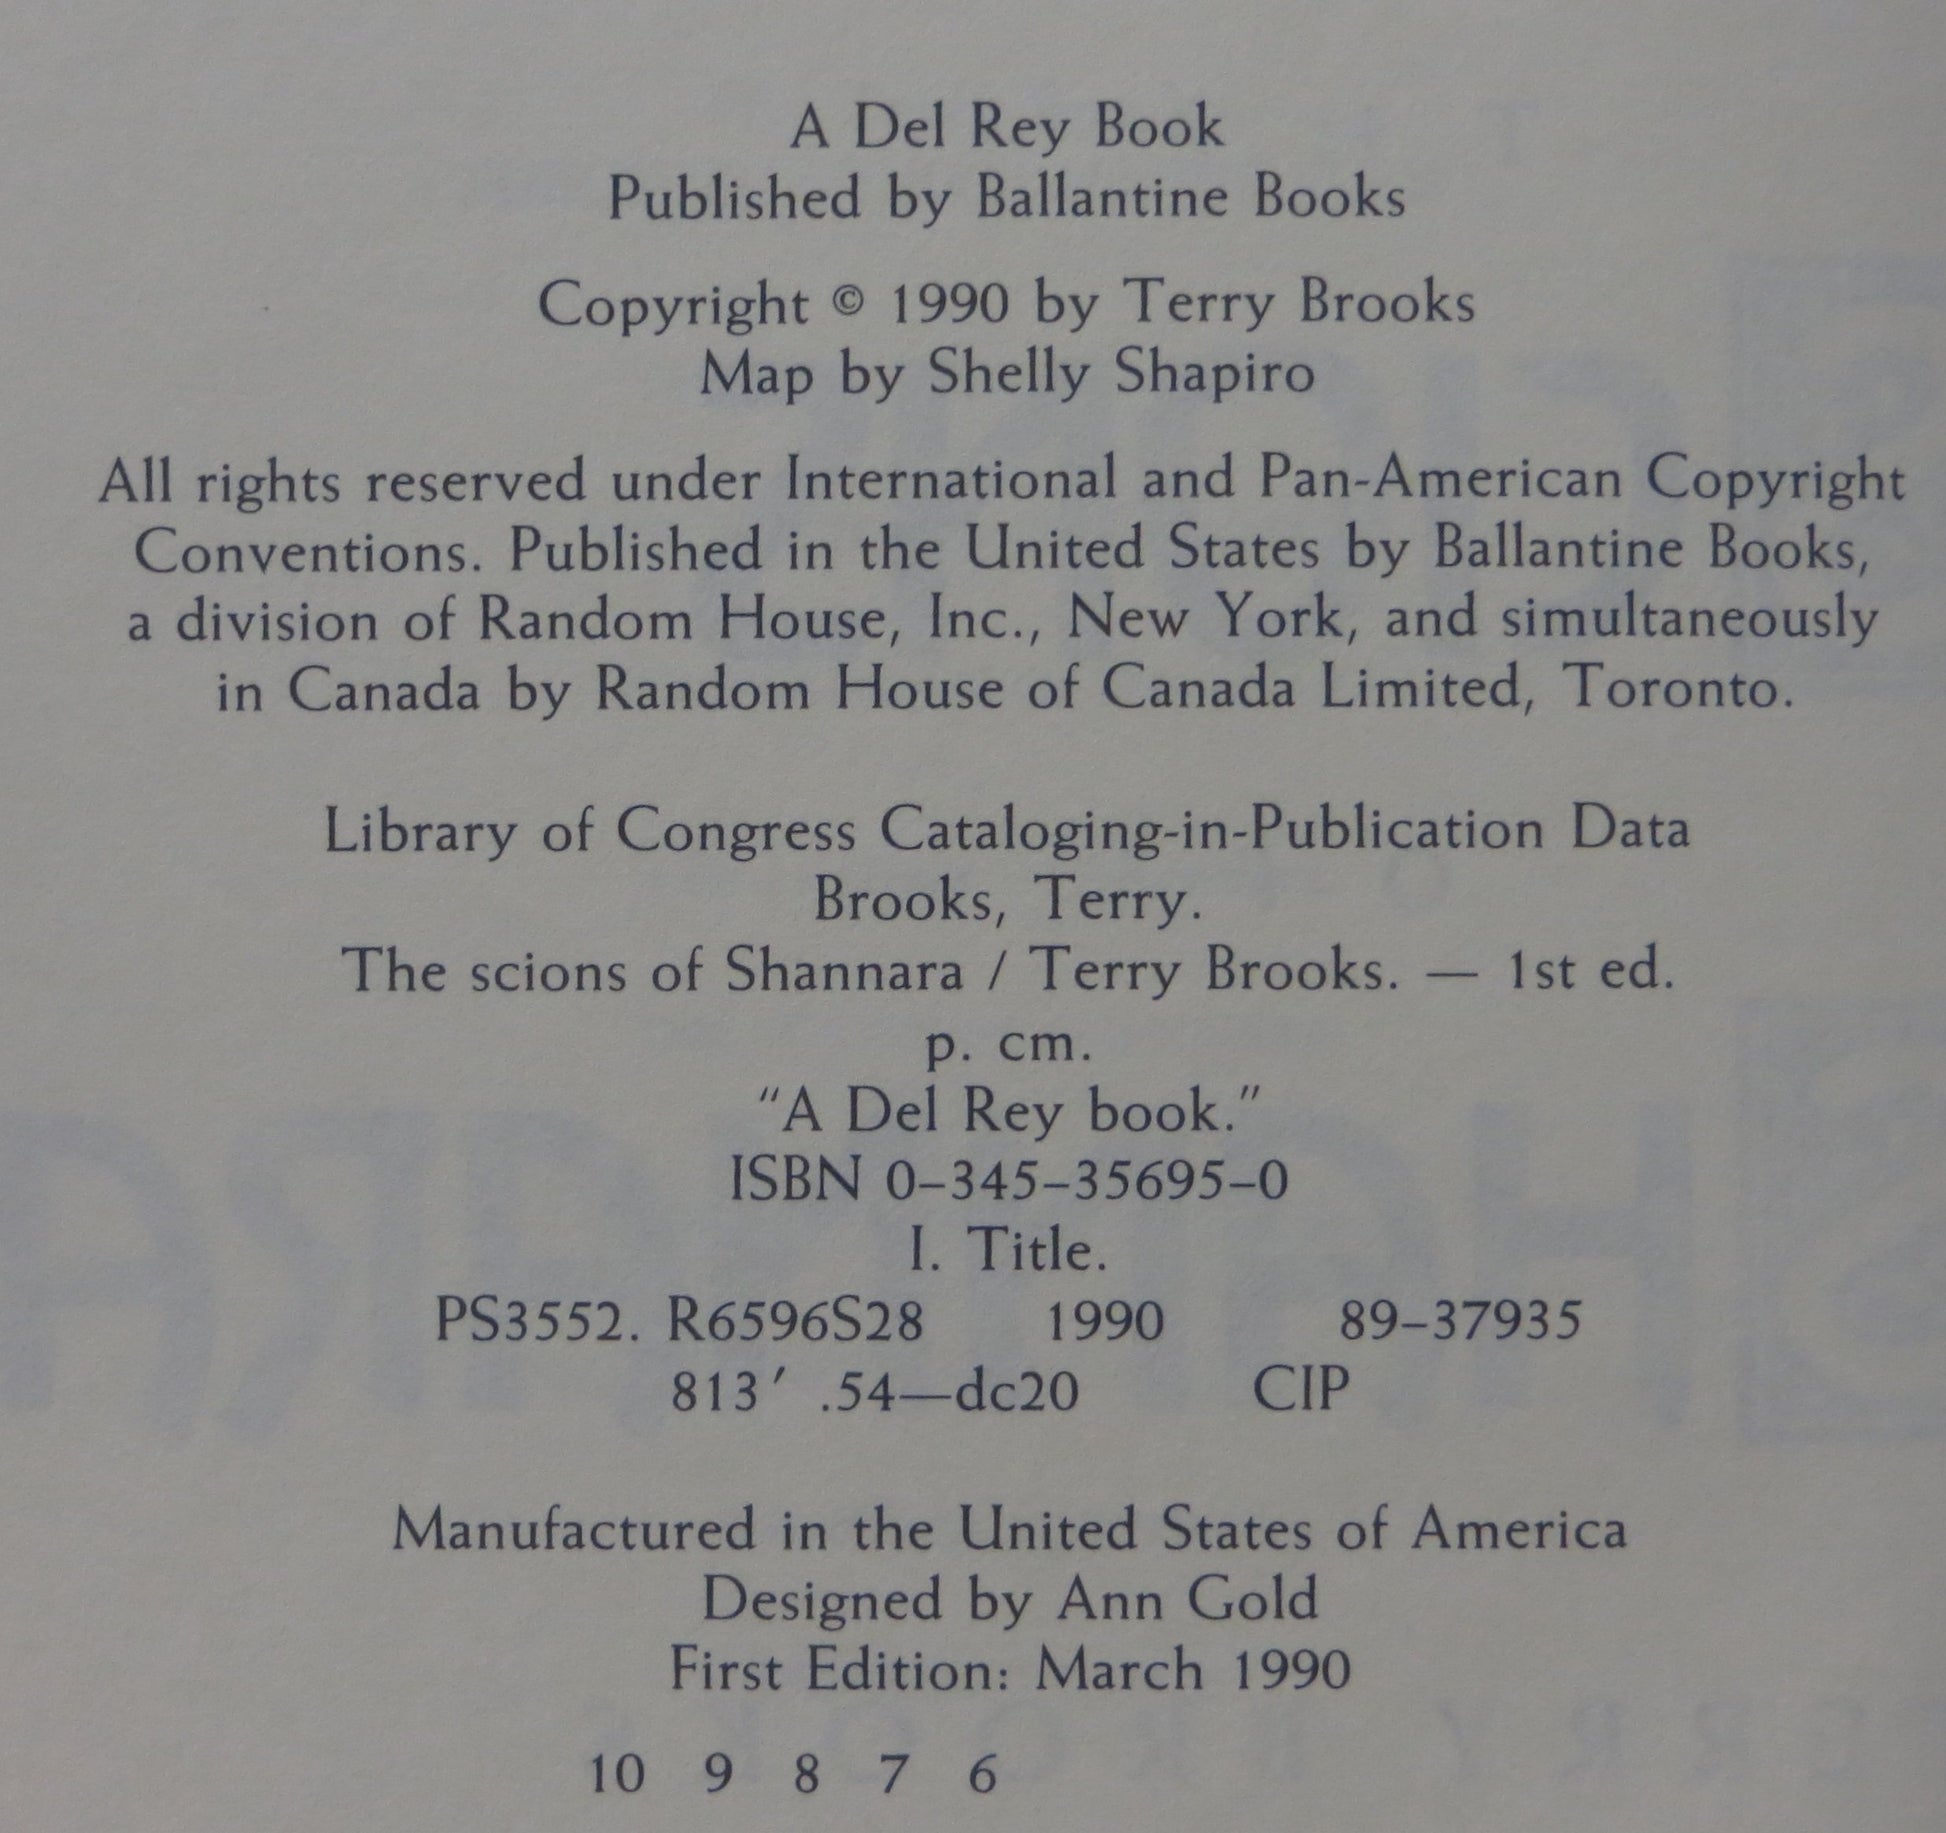 A Del Rey Book
Published by Ballantine Books
Copyright © 1990 by Terry Brooks
Map by Shelly Shapiro
All rights reserved under International and Pan-American Copyright
Conventions. Published in the United States by Ballantine Books,
a division of Random House, Inc., New York, and simultaneously
in Canada by Random House of Canada Limited, Toronto.
Library of Congress Cataloging-in-Publication Data
Brooks, Terry.
The scions of Shannara / Terry Brooks. — 1st ed.
p. cm.
"A Del Rey book."
ISBN 0–345–35695–0
I. Title.
PS3552. R6596S28 1990 89–37935
813′ .54—dc20 CIP
Manufactured in the United States of America
Designed by Ann Gold
First Edition: March 1990
10 9 8 7 6